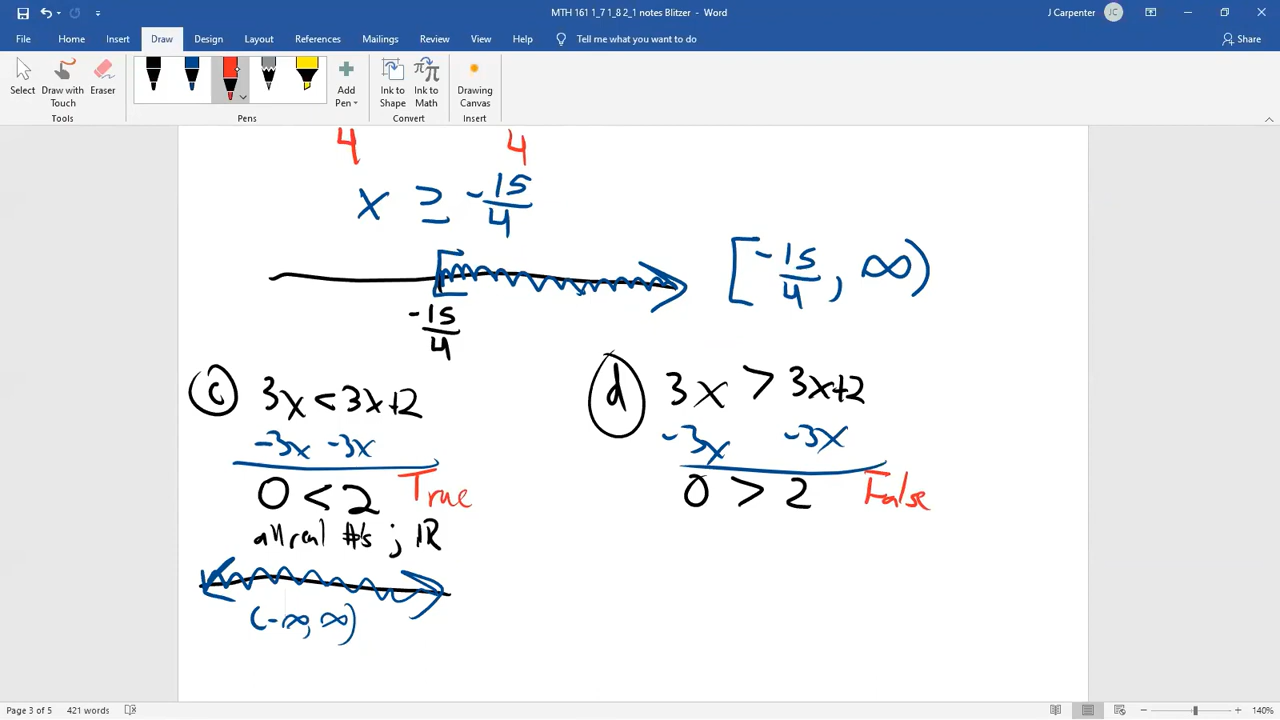 MTH 161 1_7 1_8 2_1 notes Blitzer - Word
J Carpenter JC
File Home Insert Draw Design Layout References Mailings Review View Help Tell me what you want to do Share
Select Draw with Touch Eraser Add Pen Ink to Shape Ink to Math Drawing Canvas
Tools Pens Convert Insert
4 4
x ≥ -15/4
[-15/4, ∞)
-15/4
c 3x < 3x+2
-3x -3x
0 < 2 True
all real #'s ; ℝ
(-∞, ∞)
d 3x > 3x+2
-3x -3x
0 > 2 False
Page 3 of 5 421 words 140%